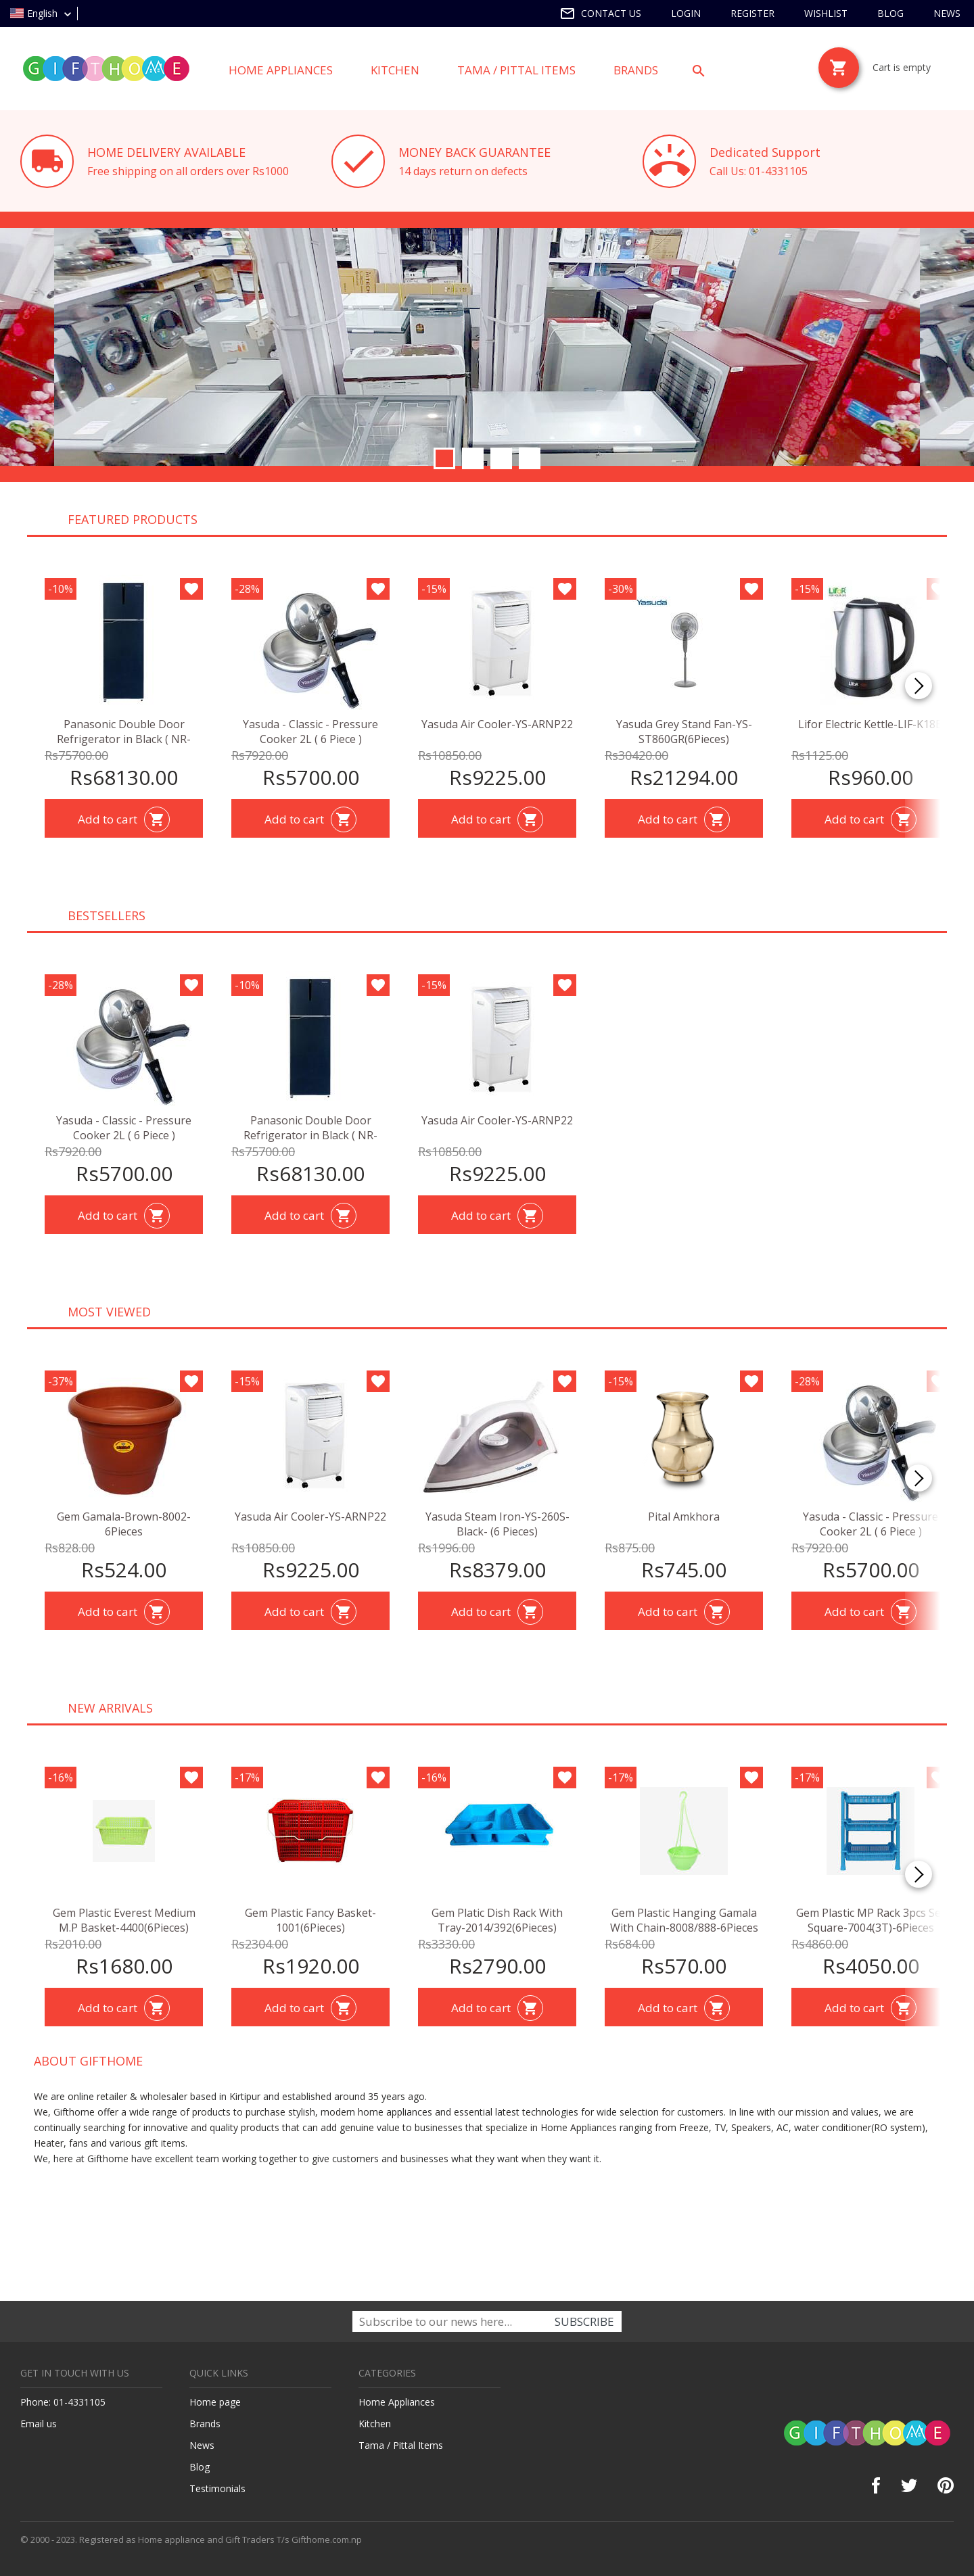 English
CONTACT US
LOGIN
REGISTER
WISHLIST
BLOG
NEWS
GIFTHOME
HOME APPLIANCES
KITCHEN
TAMA / PITTAL ITEMS
BRANDS
Cart is empty
HOME DELIVERY AVAILABLE
Free shipping on all orders over Rs1000
MONEY BACK GUARANTEE
14 days return on defects
Dedicated Support
Call Us: 01-4331105
FEATURED PRODUCTS
-10%
-28%
-15%
-30%
-15%
Yasuda
Panasonic Double Door
Refrigerator in Black ( NR-
Rs75700.00
Rs68130.00
Add to cart
Yasuda - Classic - Pressure
Cooker 2L ( 6 Piece )
Rs7920.00
Rs5700.00
Add to cart
Yasuda Air Cooler-YS-ARNP22
Rs10850.00
Rs9225.00
Add to cart
Yasuda Grey Stand Fan-YS-
ST860GR(6Pieces)
Rs30420.00
Rs21294.00
Add to cart
Lifor Electric Kettle-LIF-K18
Rs1125.00
Rs960.00
Add to cart
BESTSELLERS
-28%
-10%
-15%
Yasuda - Classic - Pressure
Cooker 2L ( 6 Piece )
Rs7920.00
Rs5700.00
Add to cart
Panasonic Double Door
Refrigerator in Black ( NR-
Rs75700.00
Rs68130.00
Add to cart
Yasuda Air Cooler-YS-ARNP22
Rs10850.00
Rs9225.00
Add to cart
MOST VIEWED
-37%
-15%
-15%
-28%
Gem Gamala-Brown-8002-
6Pieces
Rs828.00
Rs524.00
Add to cart
Yasuda Air Cooler-YS-ARNP22
Rs10850.00
Rs9225.00
Add to cart
Yasuda Steam Iron-YS-260S-
Black- (6 Pieces)
Rs1996.00
Rs8379.00
Add to cart
Pital Amkhora
Rs875.00
Rs745.00
Add to cart
Yasuda - Classic - Pressure
Cooker 2L ( 6 Piece )
Rs7920.00
Rs5700.00
Add to cart
NEW ARRIVALS
-16%
-17%
-16%
-17%
-17%
Gem Plastic Everest Medium
M.P Basket-4400(6Pieces)
Rs2010.00
Rs1680.00
Add to cart
Gem Plastic Fancy Basket-
1001(6Pieces)
Rs2304.00
Rs1920.00
Add to cart
Gem Platic Dish Rack With
Tray-2014/392(6Pieces)
Rs3330.00
Rs2790.00
Add to cart
Gem Plastic Hanging Gamala
With Chain-8008/888-6Pieces
Rs684.00
Rs570.00
Add to cart
Gem Plastic MP Rack 3pcs
Square-7004(3T)-6Pieces
Rs4860.00
Rs4050.00
Add to cart
ABOUT GIFTHOME
We are online retailer & wholesaler based in Kirtipur and established around 35 years ago.
We, Gifthome offer a wide range of products to purchase stylish, modern home appliances and essential latest technologies for wide selection for customers. In line with our mission and values, we are
continually searching for innovative and quality products that can add genuine value to businesses that specialize in Home Appliances ranging from Freeze, TV, Speakers, AC, water conditioner(RO system),
Heater, fans and various gift items.
We, here at Gifthome have excellent team working together to give customers and businesses what they want when they want it.
Subscribe to our news here...
SUBSCRIBE
GET IN TOUCH WITH US
Phone: 01-4331105
Email us
QUICK LINKS
Home page
Brands
News
Blog
Testimonials
CATEGORIES
Home Appliances
Kitchen
Tama / Pittal Items
GIFTHOME
© 2000 - 2023. Registered as Home appliance and Gift Traders T/s Gifthome.com.np